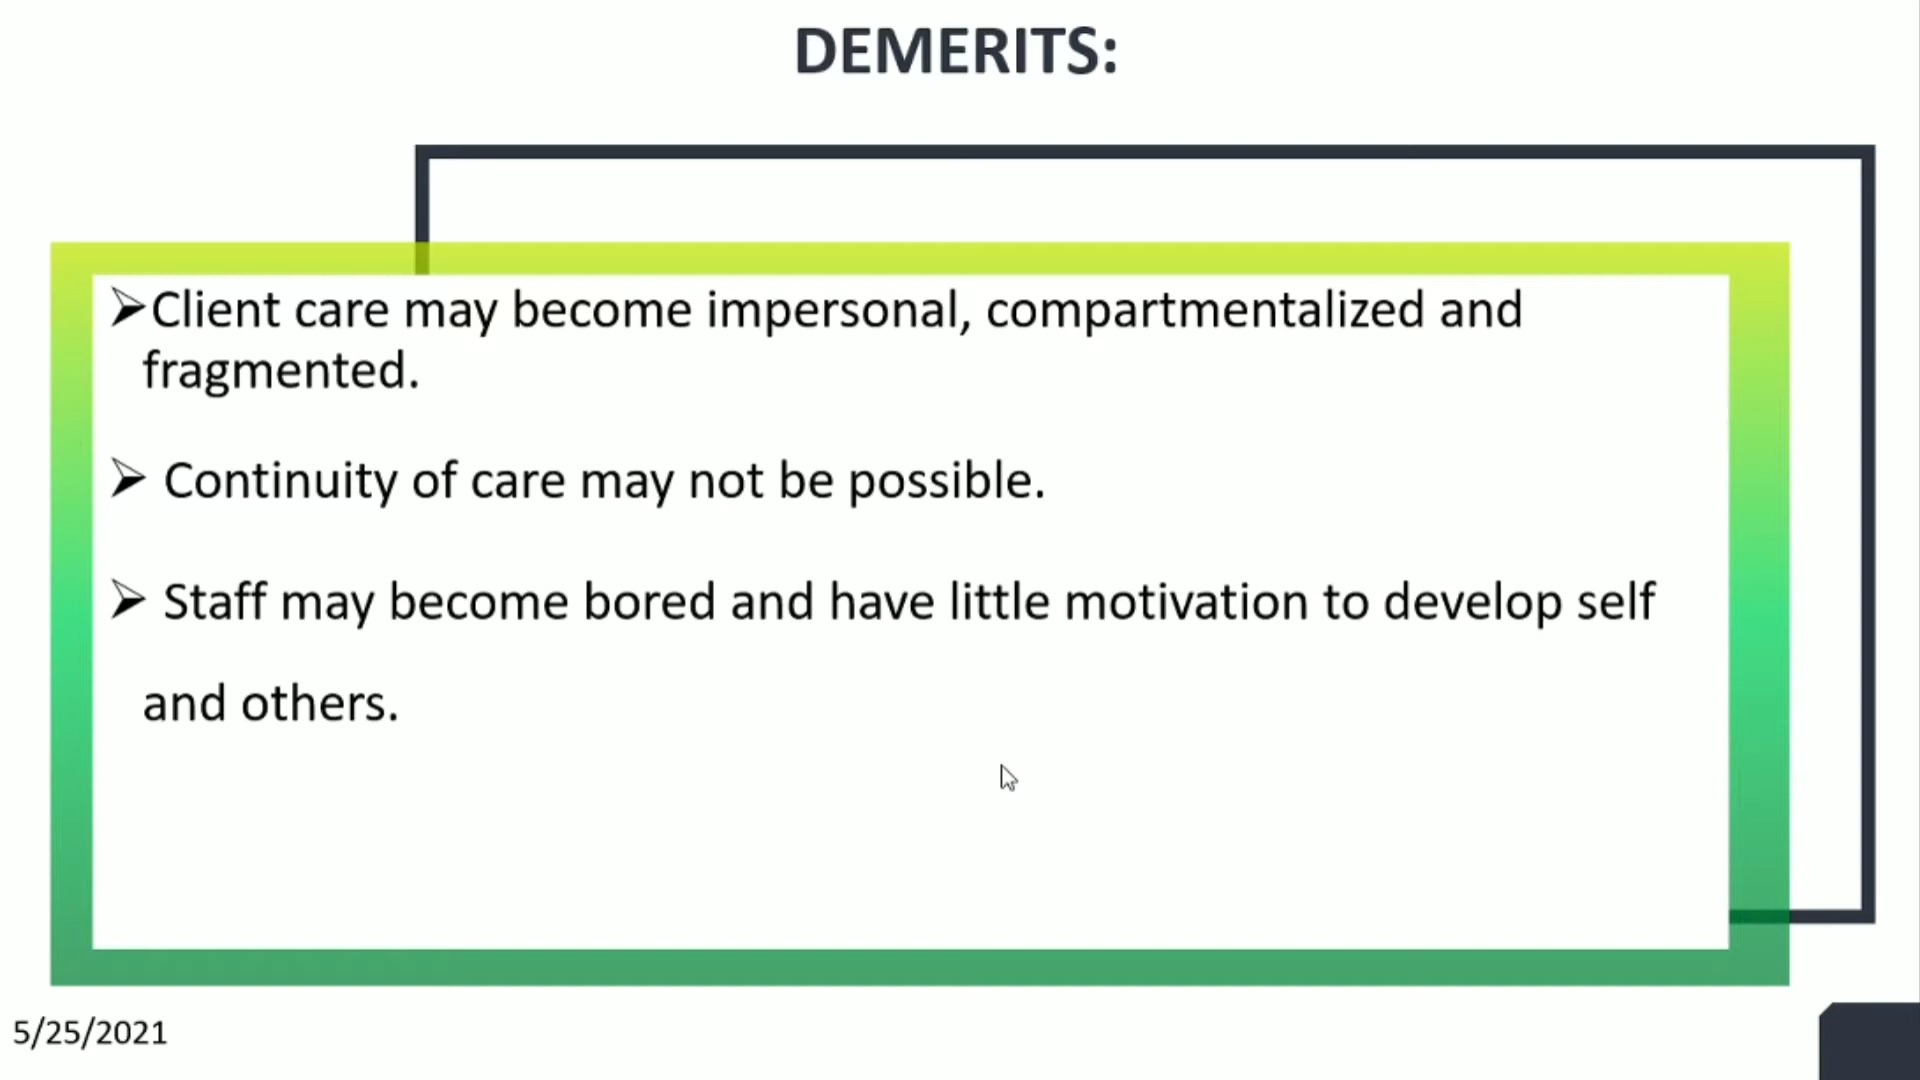 DEMERITS:
➢Client care may become impersonal, compartmentalized and
fragmented.
➢ Continuity of care may not be possible.
➢ Staff may become bored and have little motivation to develop self
and others.
5/25/2021